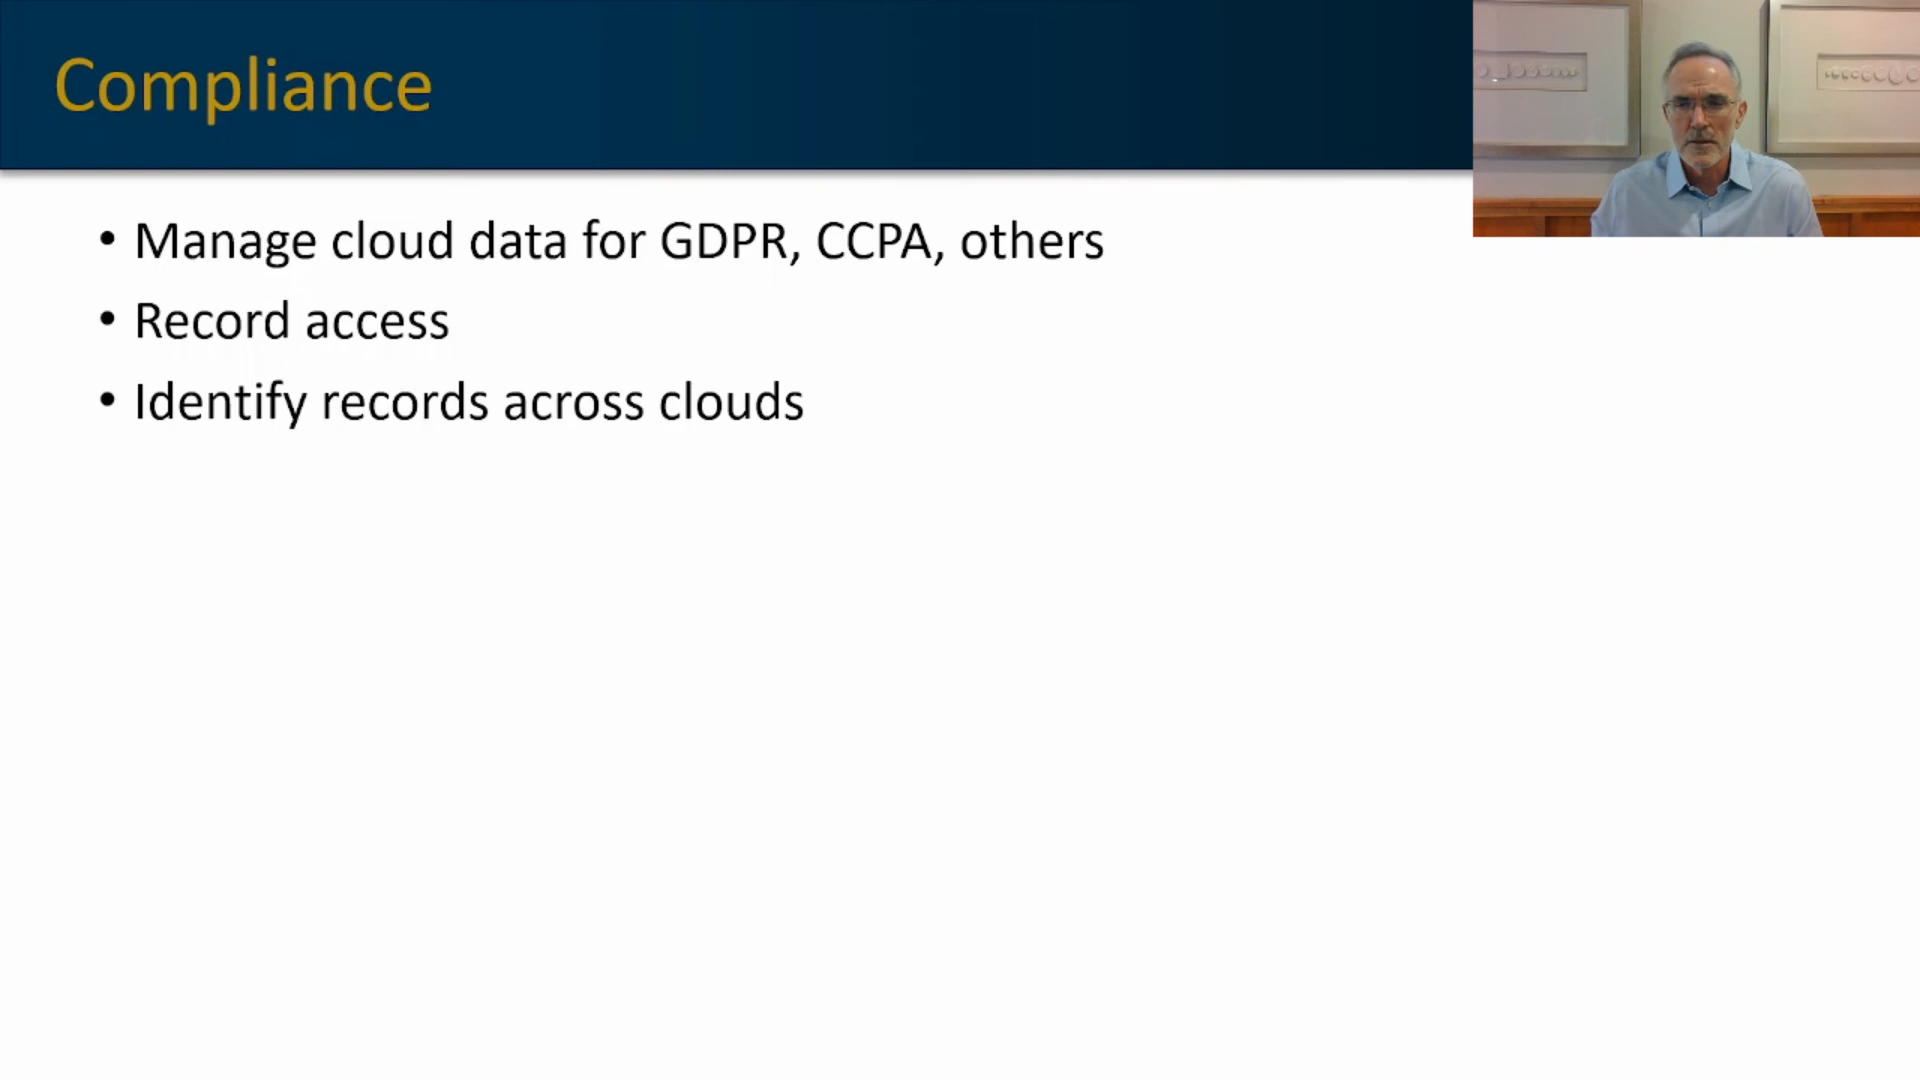 Compliance
• Manage cloud data for GDPR, CCPA, others
• Record access
• Identify records across clouds